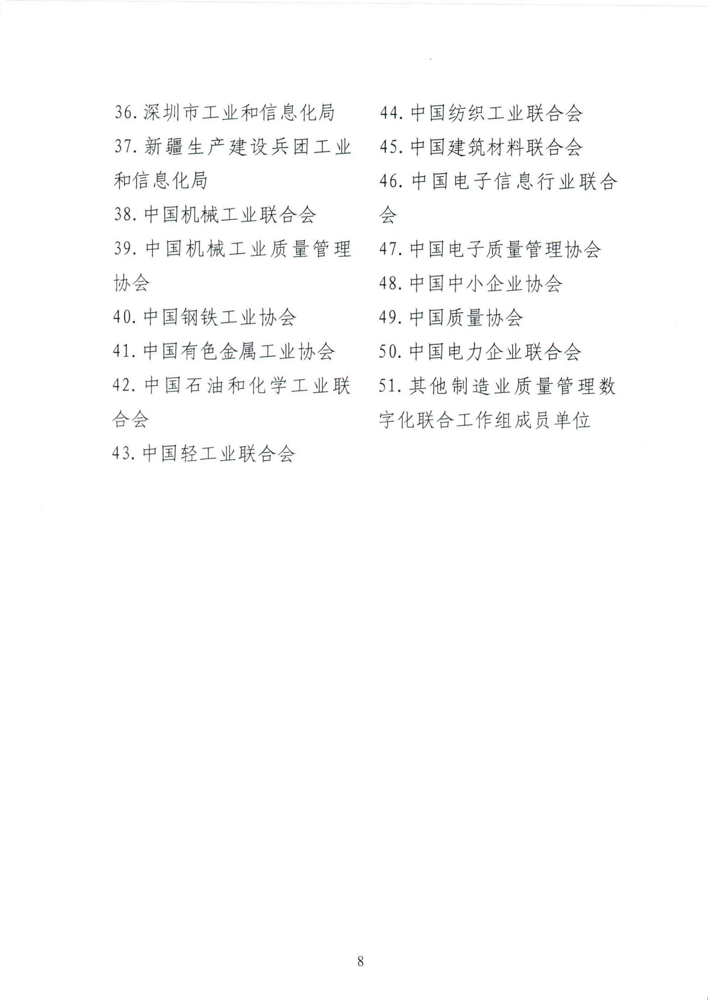 36. 深圳市工业和信息化局
37. 新疆生产建设兵团工业
和信息化局
38. 中国机械工业联合会
39. 中国机械工业质量管理
协会
40. 中国钢铁工业协会
41. 中国有色金属工业协会
42. 中国石油和化学工业联
合会
43. 中国轻工业联合会
44. 中国纺织工业联合会
45. 中国建筑材料联合会
46. 中国电子信息行业联合
会
47. 中国电子质量管理协会
48. 中国中小企业协会
49. 中国质量协会
50. 中国电力企业联合会
51. 其他制造业质量管理数
字化联合工作组成员单位
8